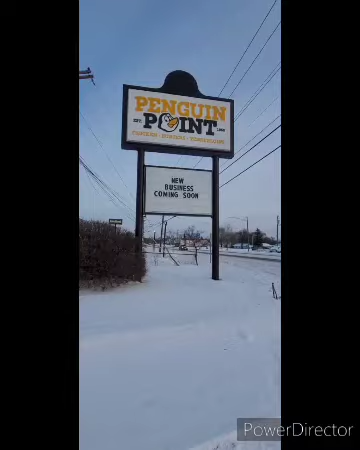 PENGUIN
POINT
NEW
BUSINESS
COMING SOON
PowerDirector